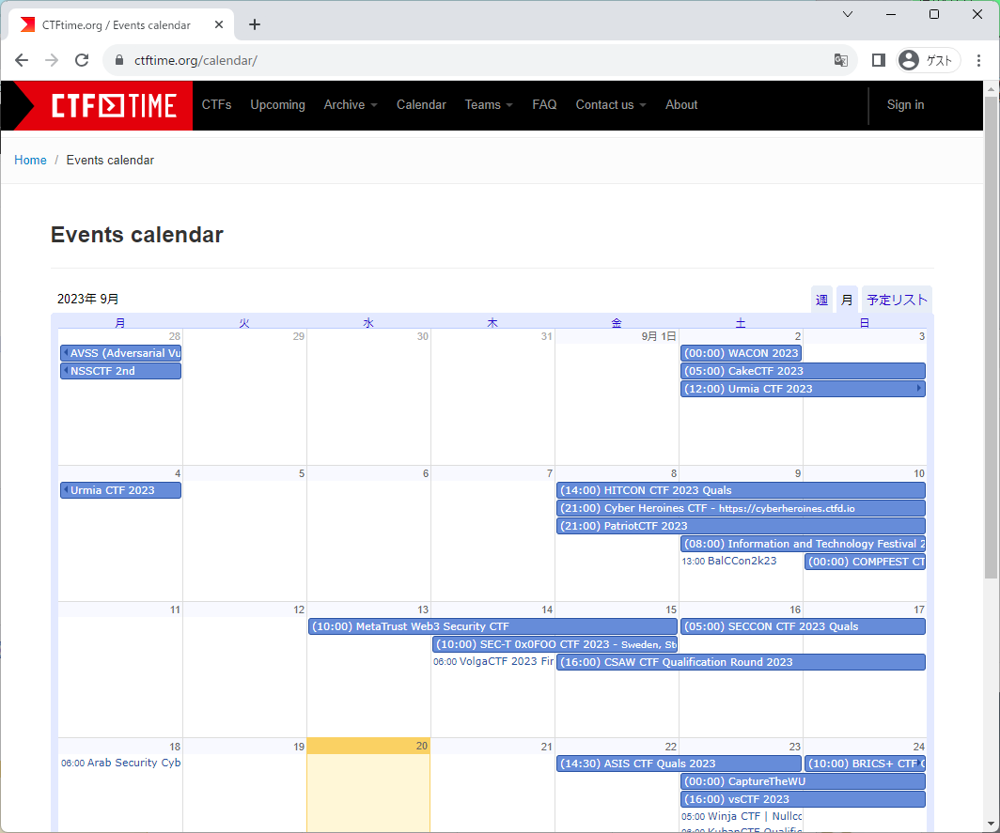 CTFtime.org / Events calendar
ctftime.org/calendar/
ゲスト
CTF TIME
CTFs Upcoming Archive Calendar Teams FAQ Contact us About Sign in
Home / Events calendar
Events calendar
2023年 9月 週 月 予定リスト
月 火 水 木 金 土 日
28 29 30 31 9月 1日 2 3
AVSS (Adversarial Vu (00:00) WACON 2023
NSSCTF 2nd (05:00) CakeCTF 2023
(12:00) Urmia CTF 2023
4 5 6 7 8 9 10
Urmia CTF 2023 (14:00) HITCON CTF 2023 Quals
(21:00) Cyber Heroines CTF - https://cyberheroines.ctfd.io
(21:00) PatriotCTF 2023
(08:00) Information and Technology Festival 2
13:00 BalCCon2k23 (00:00) COMPFEST CT
11 12 13 14 15 16 17
(10:00) MetaTrust Web3 Security CTF (05:00) SECCON CTF 2023 Quals
(10:00) SEC-T 0x0FOO CTF 2023 - Sweden, St
06:00 VolgaCTF 2023 Fir (16:00) CSAW CTF Qualification Round 2023
18 19 20 21 22 23 24
06:00 Arab Security Cyb (14:30) ASIS CTF Quals 2023 (10:00) BRICS+ CTF
(00:00) CaptureTheWU
(16:00) vsCTF 2023
05:00 Winja CTF | Nullcc
06:00 KubanCTF Qualific